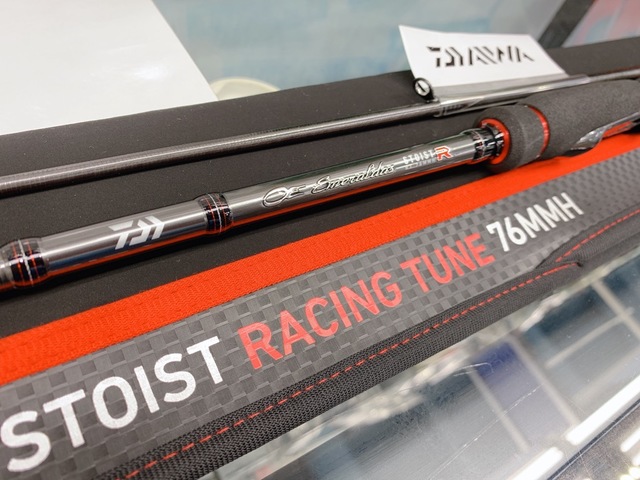 DAIWA
Emeraldas STOIST R
STOIST RACING TUNE 76MMH